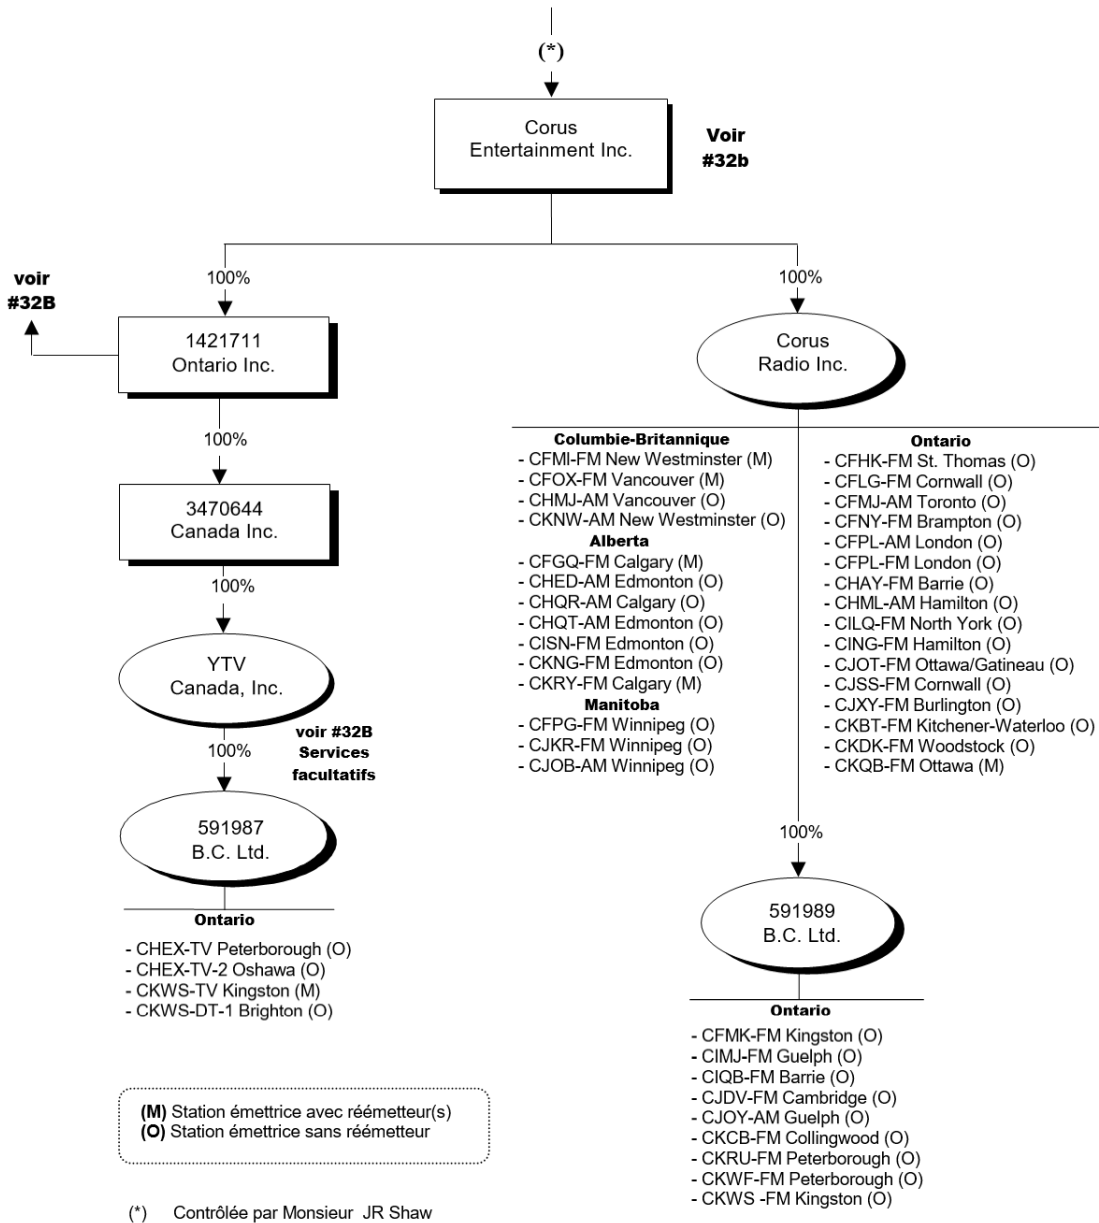 (*)
Corus
Entertainment Inc.
Voir
#32b
100%
100%
voir
#32B
1421711
Ontario Inc.
Corus
Radio Inc.
100%
3470644
Canada Inc.
100%
YTV
Canada, Inc.
voir #32B
Services
facultatifs
100%
591987
B.C. Ltd.
Ontario
- CHEX-TV Peterborough (O)
- CHEX-TV-2 Oshawa (O)
- CKWS-TV Kingston (M)
- CKWS-DT-1 Brighton (O)
Columbie-Britannique
- CFMI-FM New Westminster (M)
- CFOX-FM Vancouver (M)
- CHMJ-AM Vancouver (O)
- CKNW-AM New Westminster (O)
Alberta
- CFGQ-FM Calgary (M)
- CHED-AM Edmonton (O)
- CHQR-AM Calgary (O)
- CHQT-AM Edmonton (O)
- CISN-FM Edmonton (O)
- CKNG-FM Edmonton (O)
- CKRY-FM Calgary (M)
Manitoba
- CFPG-FM Winnipeg (O)
- CJKR-FM Winnipeg (O)
- CJOB-AM Winnipeg (O)
Ontario
- CFHK-FM St. Thomas (O)
- CFLG-FM Cornwall (O)
- CFMJ-AM Toronto (O)
- CFNY-FM Brampton (O)
- CFPL-AM London (O)
- CFPL-FM London (O)
- CHAY-FM Barrie (O)
- CHML-AM Hamilton (O)
- CILQ-FM North York (O)
- CING-FM Hamilton (O)
- CJOT-FM Ottawa/Gatineau (O)
- CJSS-FM Cornwall (O)
- CJXY-FM Burlington (O)
- CKBT-FM Kitchener-Waterloo (O)
- CKDK-FM Woodstock (O)
- CKQB-FM Ottawa (M)
100%
591989
B.C. Ltd.
Ontario
- CFMK-FM Kingston (O)
- CIMJ-FM Guelph (O)
- CIQB-FM Barrie (O)
- CJDV-FM Cambridge (O)
- CJOY-AM Guelph (O)
- CKCB-FM Collingwood (O)
- CKRU-FM Peterborough (O)
- CKWF-FM Peterborough (O)
- CKWS -FM Kingston (O)
(M) Station émettrice avec réémetteur(s)
(O) Station émettrice sans réémetteur
(*) Contrôlée par Monsieur JR Shaw